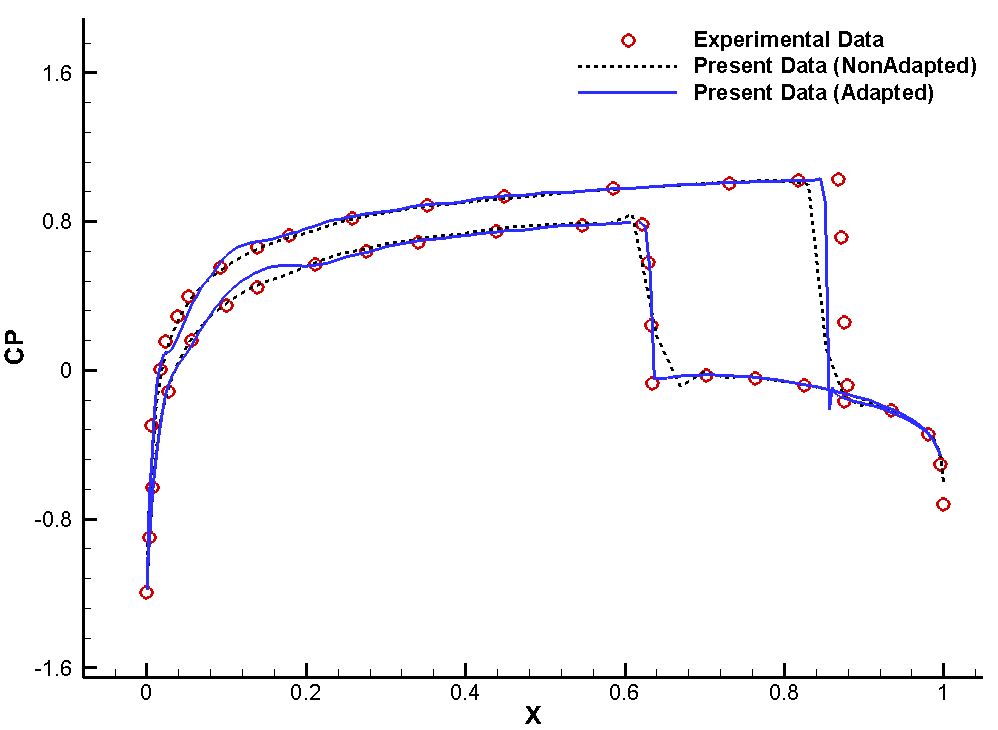 Experimental Data
Present Data (NonAdapted)
Present Data (Adapted)
1.6
0.8
0
-0.8
-1.6
CP
0 0.2 0.4 0.6 0.8 1
X